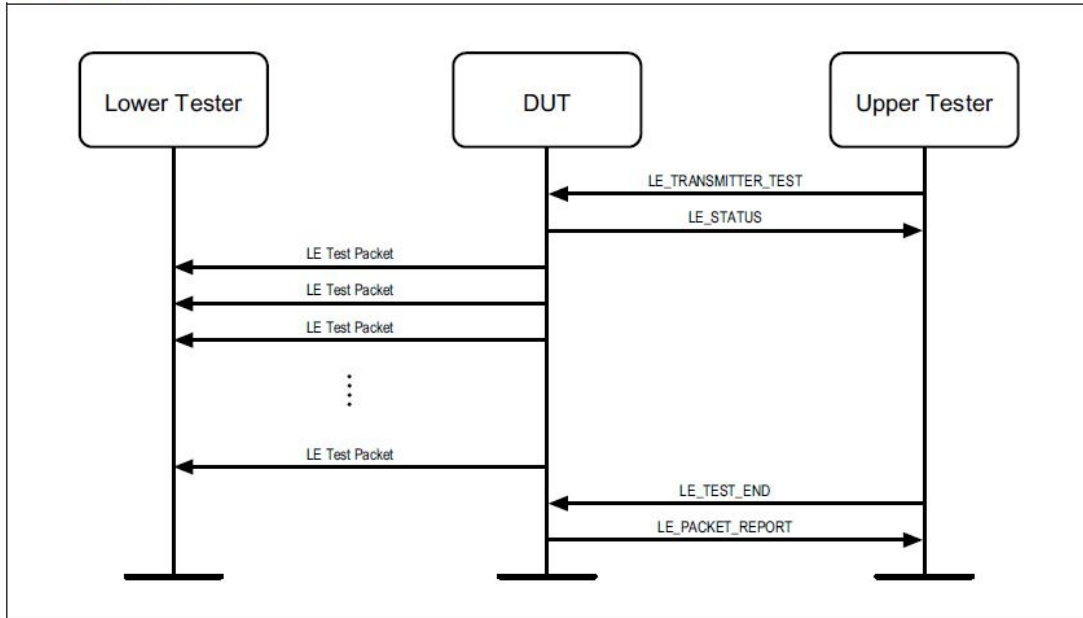 Lower Tester
DUT
Upper Tester
LE_TRANSMITTER_TEST
LE_STATUS
LE Test Packet
LE Test Packet
LE Test Packet
LE Test Packet
LE_TEST_END
LE_PACKET_REPORT